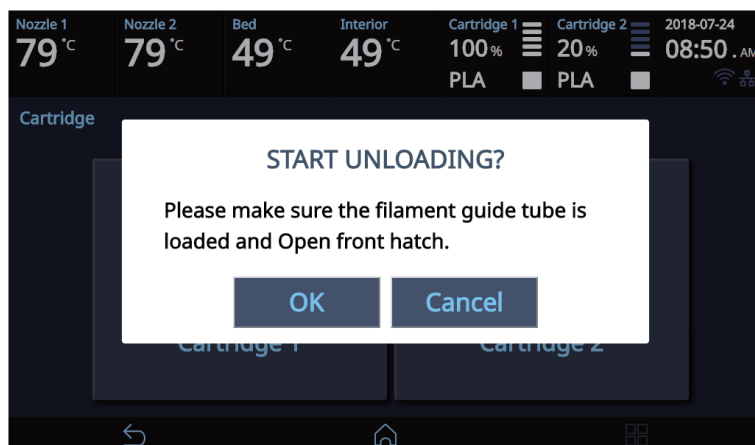 Nozzle 1 Nozzle 2 Bed Interior Cartridge 1 Cartridge 2 2018-07-24
79°C 79°C 49°C 49°C 100% 20% 08:50. AM
PLA PLA
Cartridge
START UNLOADING?
Please make sure the filament guide tube is
loaded and Open front hatch.
OK Cancel
Cartridge 1 Cartridge 2